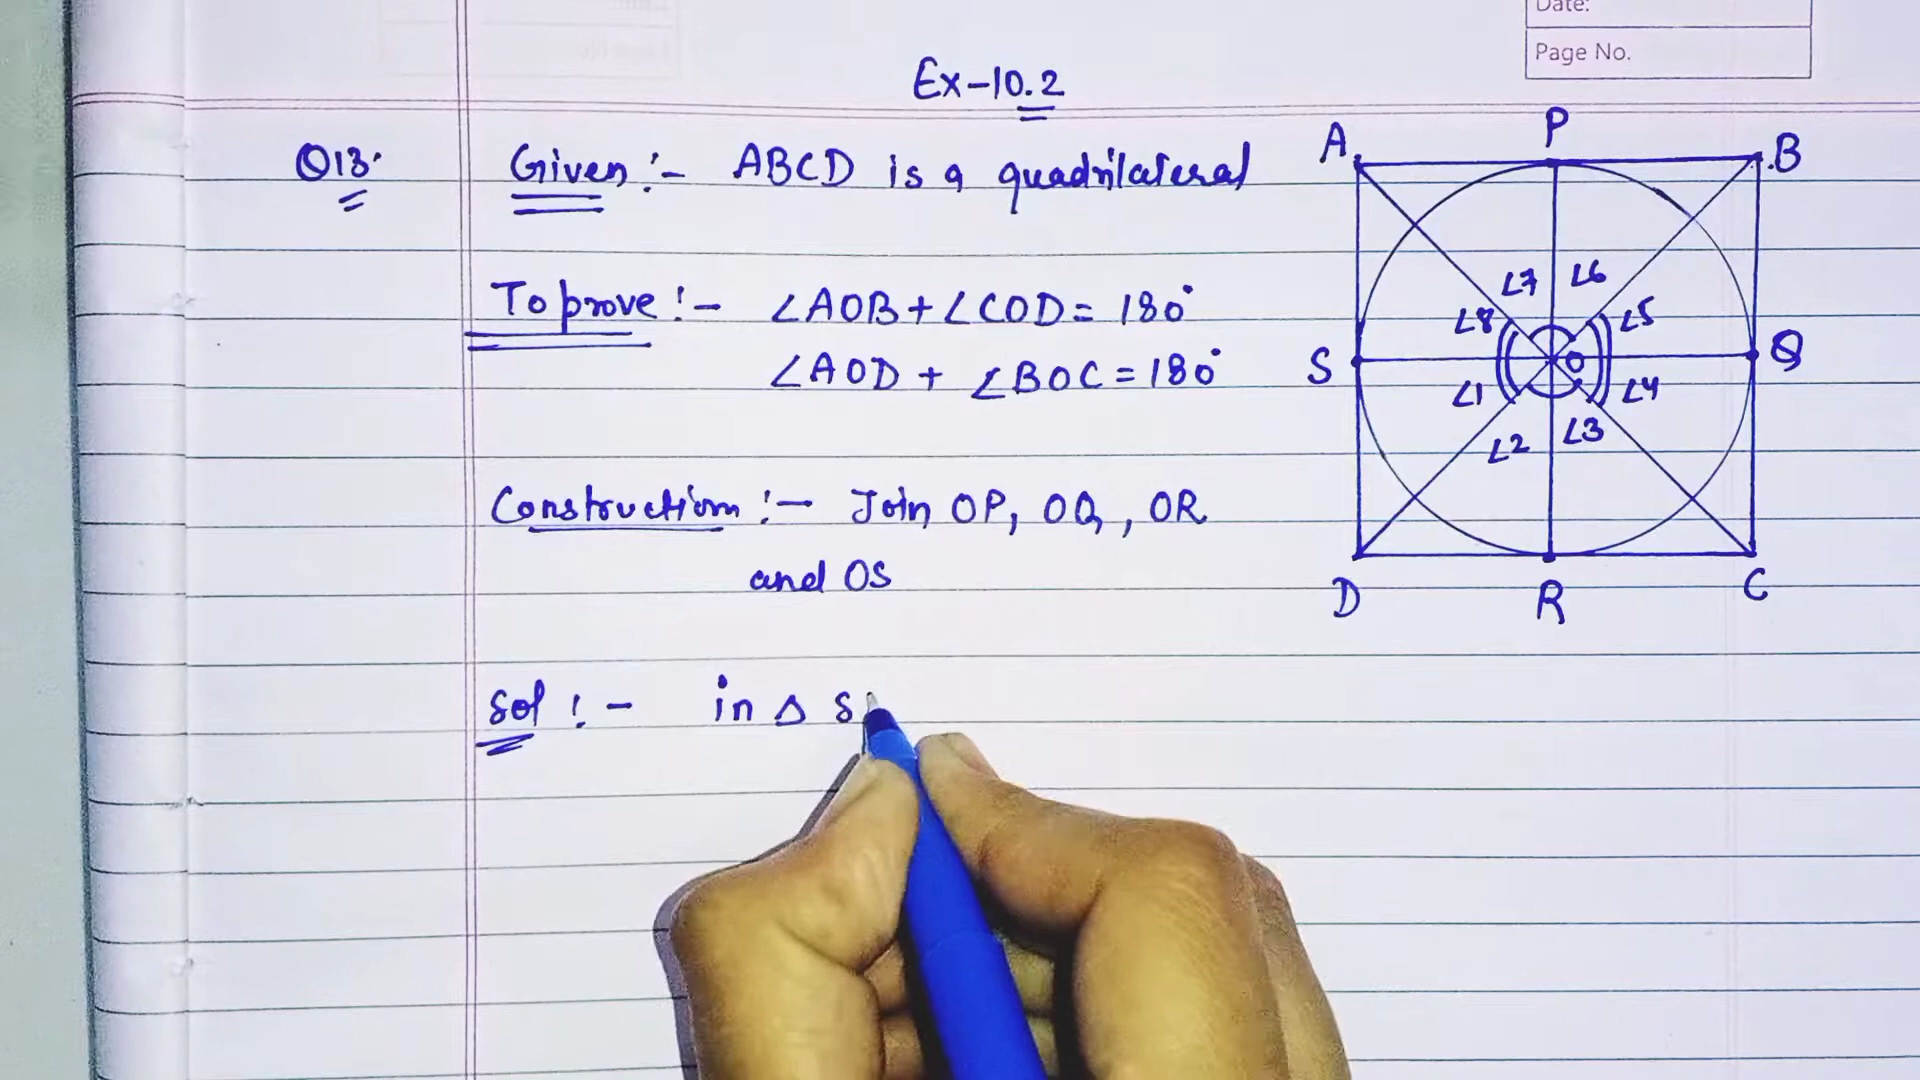 Date:
Page No.
Ex-10.2
Q13.
Given :- ABCD is a quadrilateral
To prove :- ∠AOB + ∠COD = 180°
∠AOD + ∠BOC = 180°
Construction :- Join OP, OQ, OR
and OS
Sol :- in △ S
A P B
∠7 ∠6
∠8 ∠5
S O Q
∠1 ∠4
∠2 ∠3
D R C